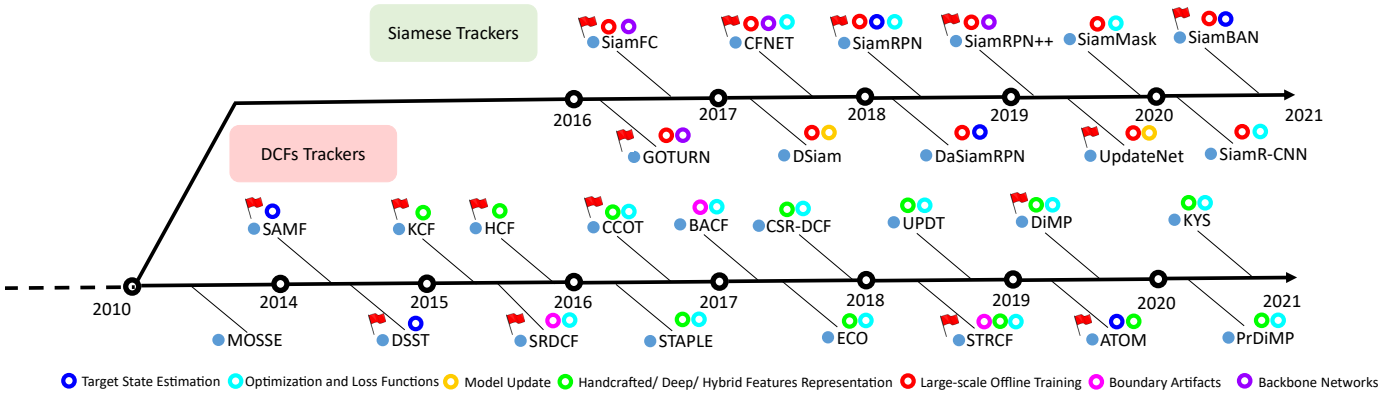 Siamese Trackers
SiamFC
CFNET
SiamRPN
SiamRPN++
SiamMask
SiamBAN
2016
2017
2018
2019
2020
2021
DCFs Trackers
GOTURN
DSiam
DaSiamRPN
UpdateNet
SiamR-CNN
SAMF
KCF
HCF
CCOT
BACF
CSR-DCF
UPDT
DiMP
KYS
2010
2014
2015
2016
2017
2018
2019
2020
2021
MOSSE
DSST
SRDCF
STAPLE
ECO
STRCF
ATOM
PrDiMP
Target State Estimation
Optimization and Loss Functions
Model Update
Handcrafted/ Deep/ Hybrid Features Representation
Large-scale Offline Training
Boundary Artifacts
Backbone Networks